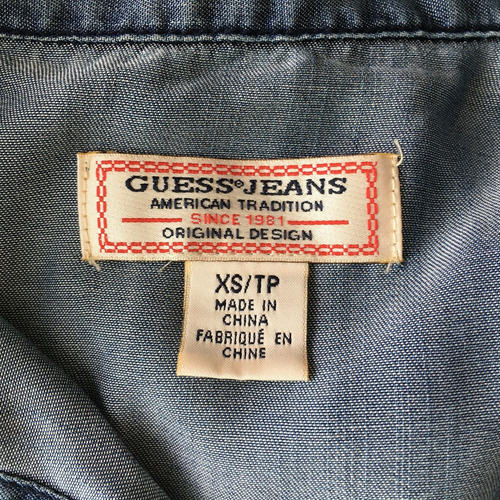 GUESS®JEANS
AMERICAN TRADITION
SINCE 1981
ORIGINAL DESIGN
XS/TP
MADE IN
CHINA
FABRIQUÉ EN
CHINE